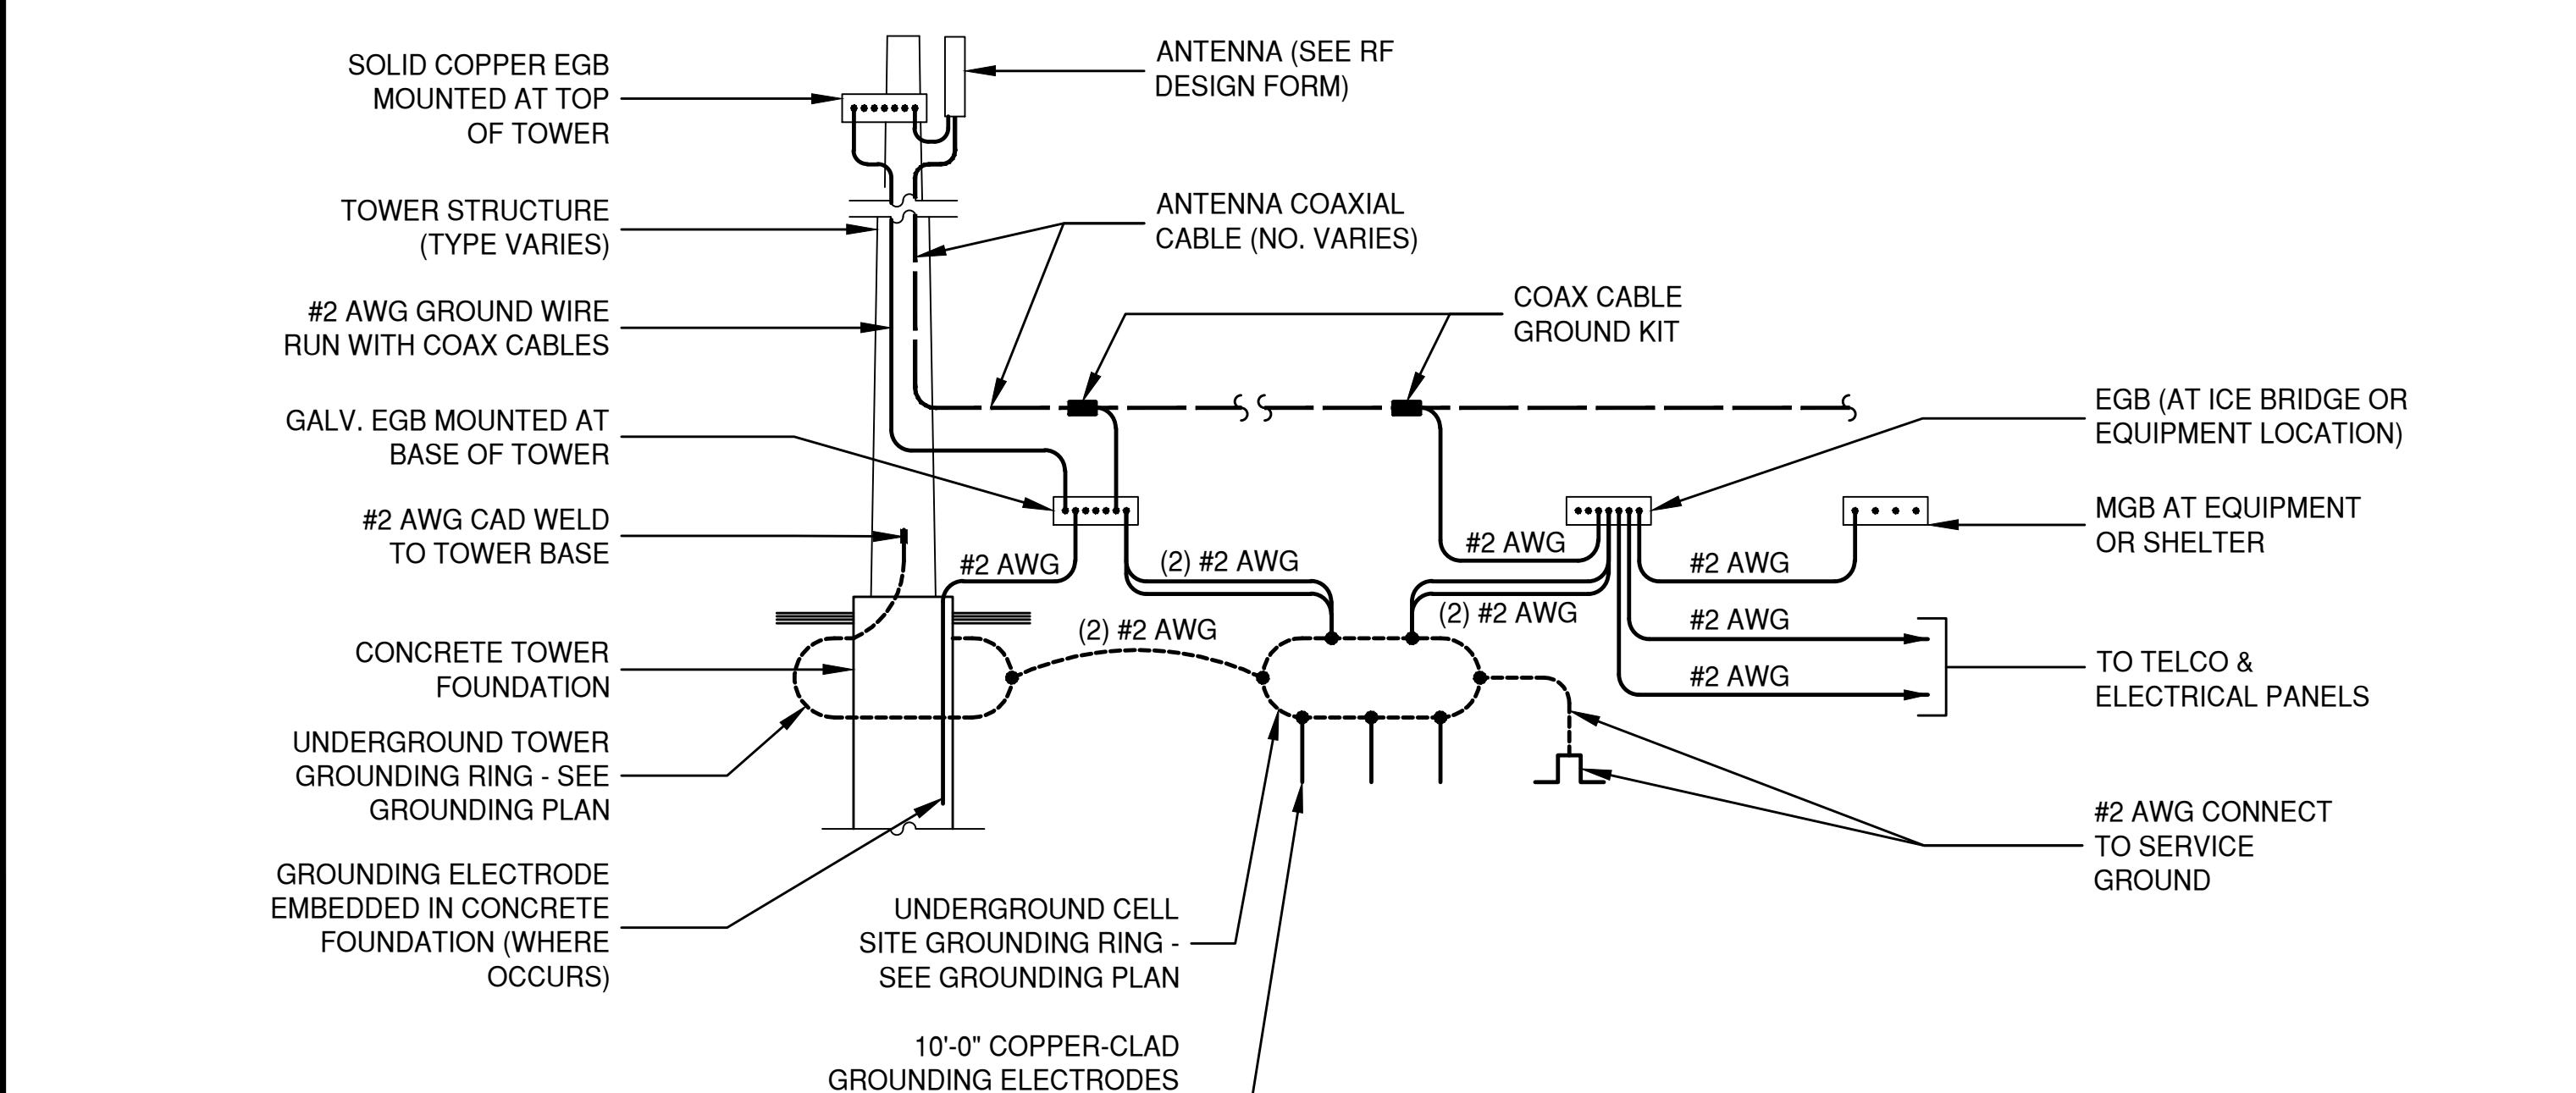 SOLID COPPER EGB
MOUNTED AT TOP
OF TOWER
ANTENNA (SEE RF
DESIGN FORM)
TOWER STRUCTURE
(TYPE VARIES)
ANTENNA COAXIAL
CABLE (NO. VARIES)
#2 AWG GROUND WIRE
RUN WITH COAX CABLES
COAX CABLE
GROUND KIT
GALV. EGB MOUNTED AT
BASE OF TOWER
EGB (AT ICE BRIDGE OR
EQUIPMENT LOCATION)
#2 AWG CAD WELD
TO TOWER BASE
MGB AT EQUIPMENT
OR SHELTER
#2 AWG
(2) #2 AWG
#2 AWG
#2 AWG
(2) #2 AWG
(2) #2 AWG
#2 AWG
#2 AWG
CONCRETE TOWER
FOUNDATION
TO TELCO &
ELECTRICAL PANELS
UNDERGROUND TOWER
GROUNDING RING - SEE
GROUNDING PLAN
#2 AWG CONNECT
TO SERVICE
GROUND
GROUNDING ELECTRODE
EMBEDDED IN CONCRETE
FOUNDATION (WHERE
OCCURS)
UNDERGROUND CELL
SITE GROUNDING RING -
SEE GROUNDING PLAN
10'-0" COPPER-CLAD
GROUNDING ELECTRODES